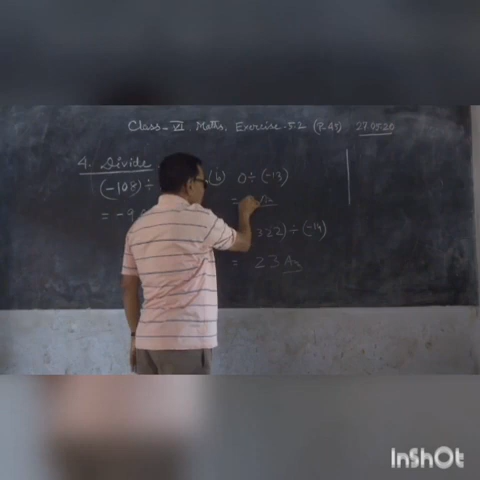 Class - VI, Maths, Exercise - 5.2 (P-45) 27.05.20
4. Divide
(-108) ÷
= -9
(b) 0 ÷ (-13)
=
322) ÷ (-14)
= 23 Ans
InShOt